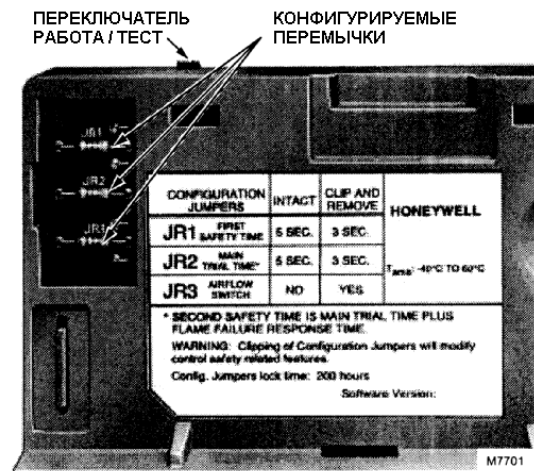 ПЕРЕКЛЮЧАТЕЛЬ
РАБОТА / ТЕСТ
КОНФИГУРИРУЕМЫЕ
ПЕРЕМЫЧКИ
JR1
JR2
JR3
CONFIGURATION JUMPERS INTACT CLIP AND REMOVE
HONEYWELL
JR1 FIRST SAFETY TIME 5 SEC. 3 SEC.
JR2 MAIN TRIAL TIME* 5 SEC. 3 SEC.
JR3 AIRFLOW SWITCH NO YES
Tamb: -40°C TO 60°C
* SECOND SAFETY TIME IS MAIN TRIAL TIME PLUS
FLAME FAILURE RESPONSE TIME.
WARNING: Clipping of Configuration Jumpers will modify
control safety related features.
Config. Jumpers lock time: 200 hours
Software Version:
M7701